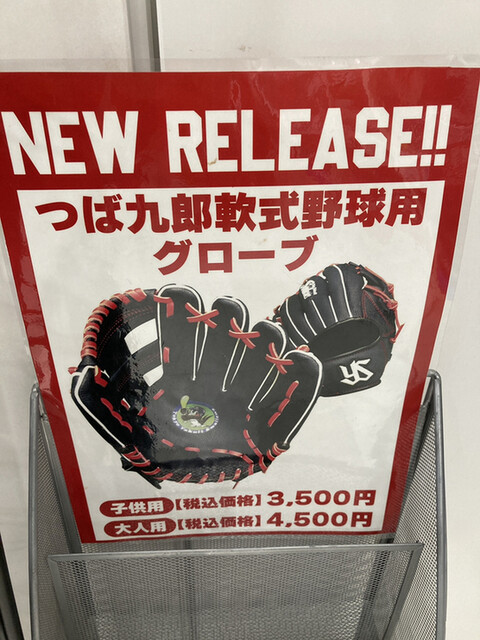 NEW RELEASE!!
つば九郎軟式野球用
グローブ
YS
子供用【税込価格】3,500円
大人用【税込価格】4,500円